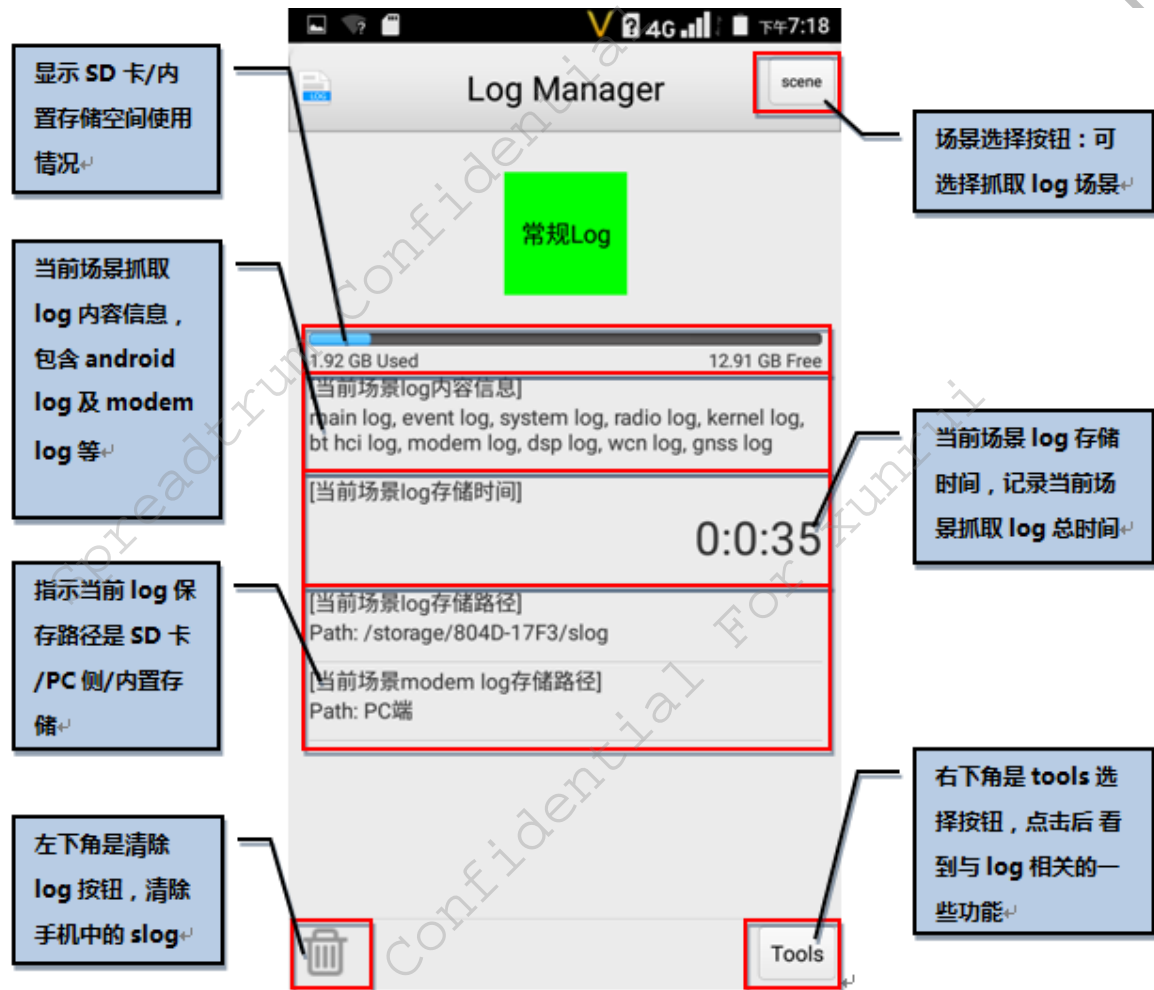 4G 下午7:18
Log Manager
scene
LOG
常规Log
1.92 GB Used 12.91 GB Free
[当前场景log内容信息]
main log, event log, system log, radio log, kernel log,
bt hci log, modem log, dsp log, wcn log, gnss log
[当前场景log存储时间]
0:0:35
[当前场景log存储路径]
Path: /storage/804D-17F3/slog
[当前场景modem log存储路径]
Path: PC端
Tools
显示 SD 卡/内
置存储空间使用
情况
当前场景抓取
log 内容信息，
包含 android
log 及 modem
log 等
指示当前 log 保
存路径是 SD 卡
/PC 侧/内置存
储
左下角是清除
log 按钮，清除
手机中的 slog
场景选择按钮：可
选择抓取 log 场景
当前场景 log 存储
时间，记录当前场
景抓取 log 总时间
右下角是 tools 选
择按钮，点击后 看
到与 log 相关的一
些功能
Spreadtrum Confidential
Confidential For Xunrui